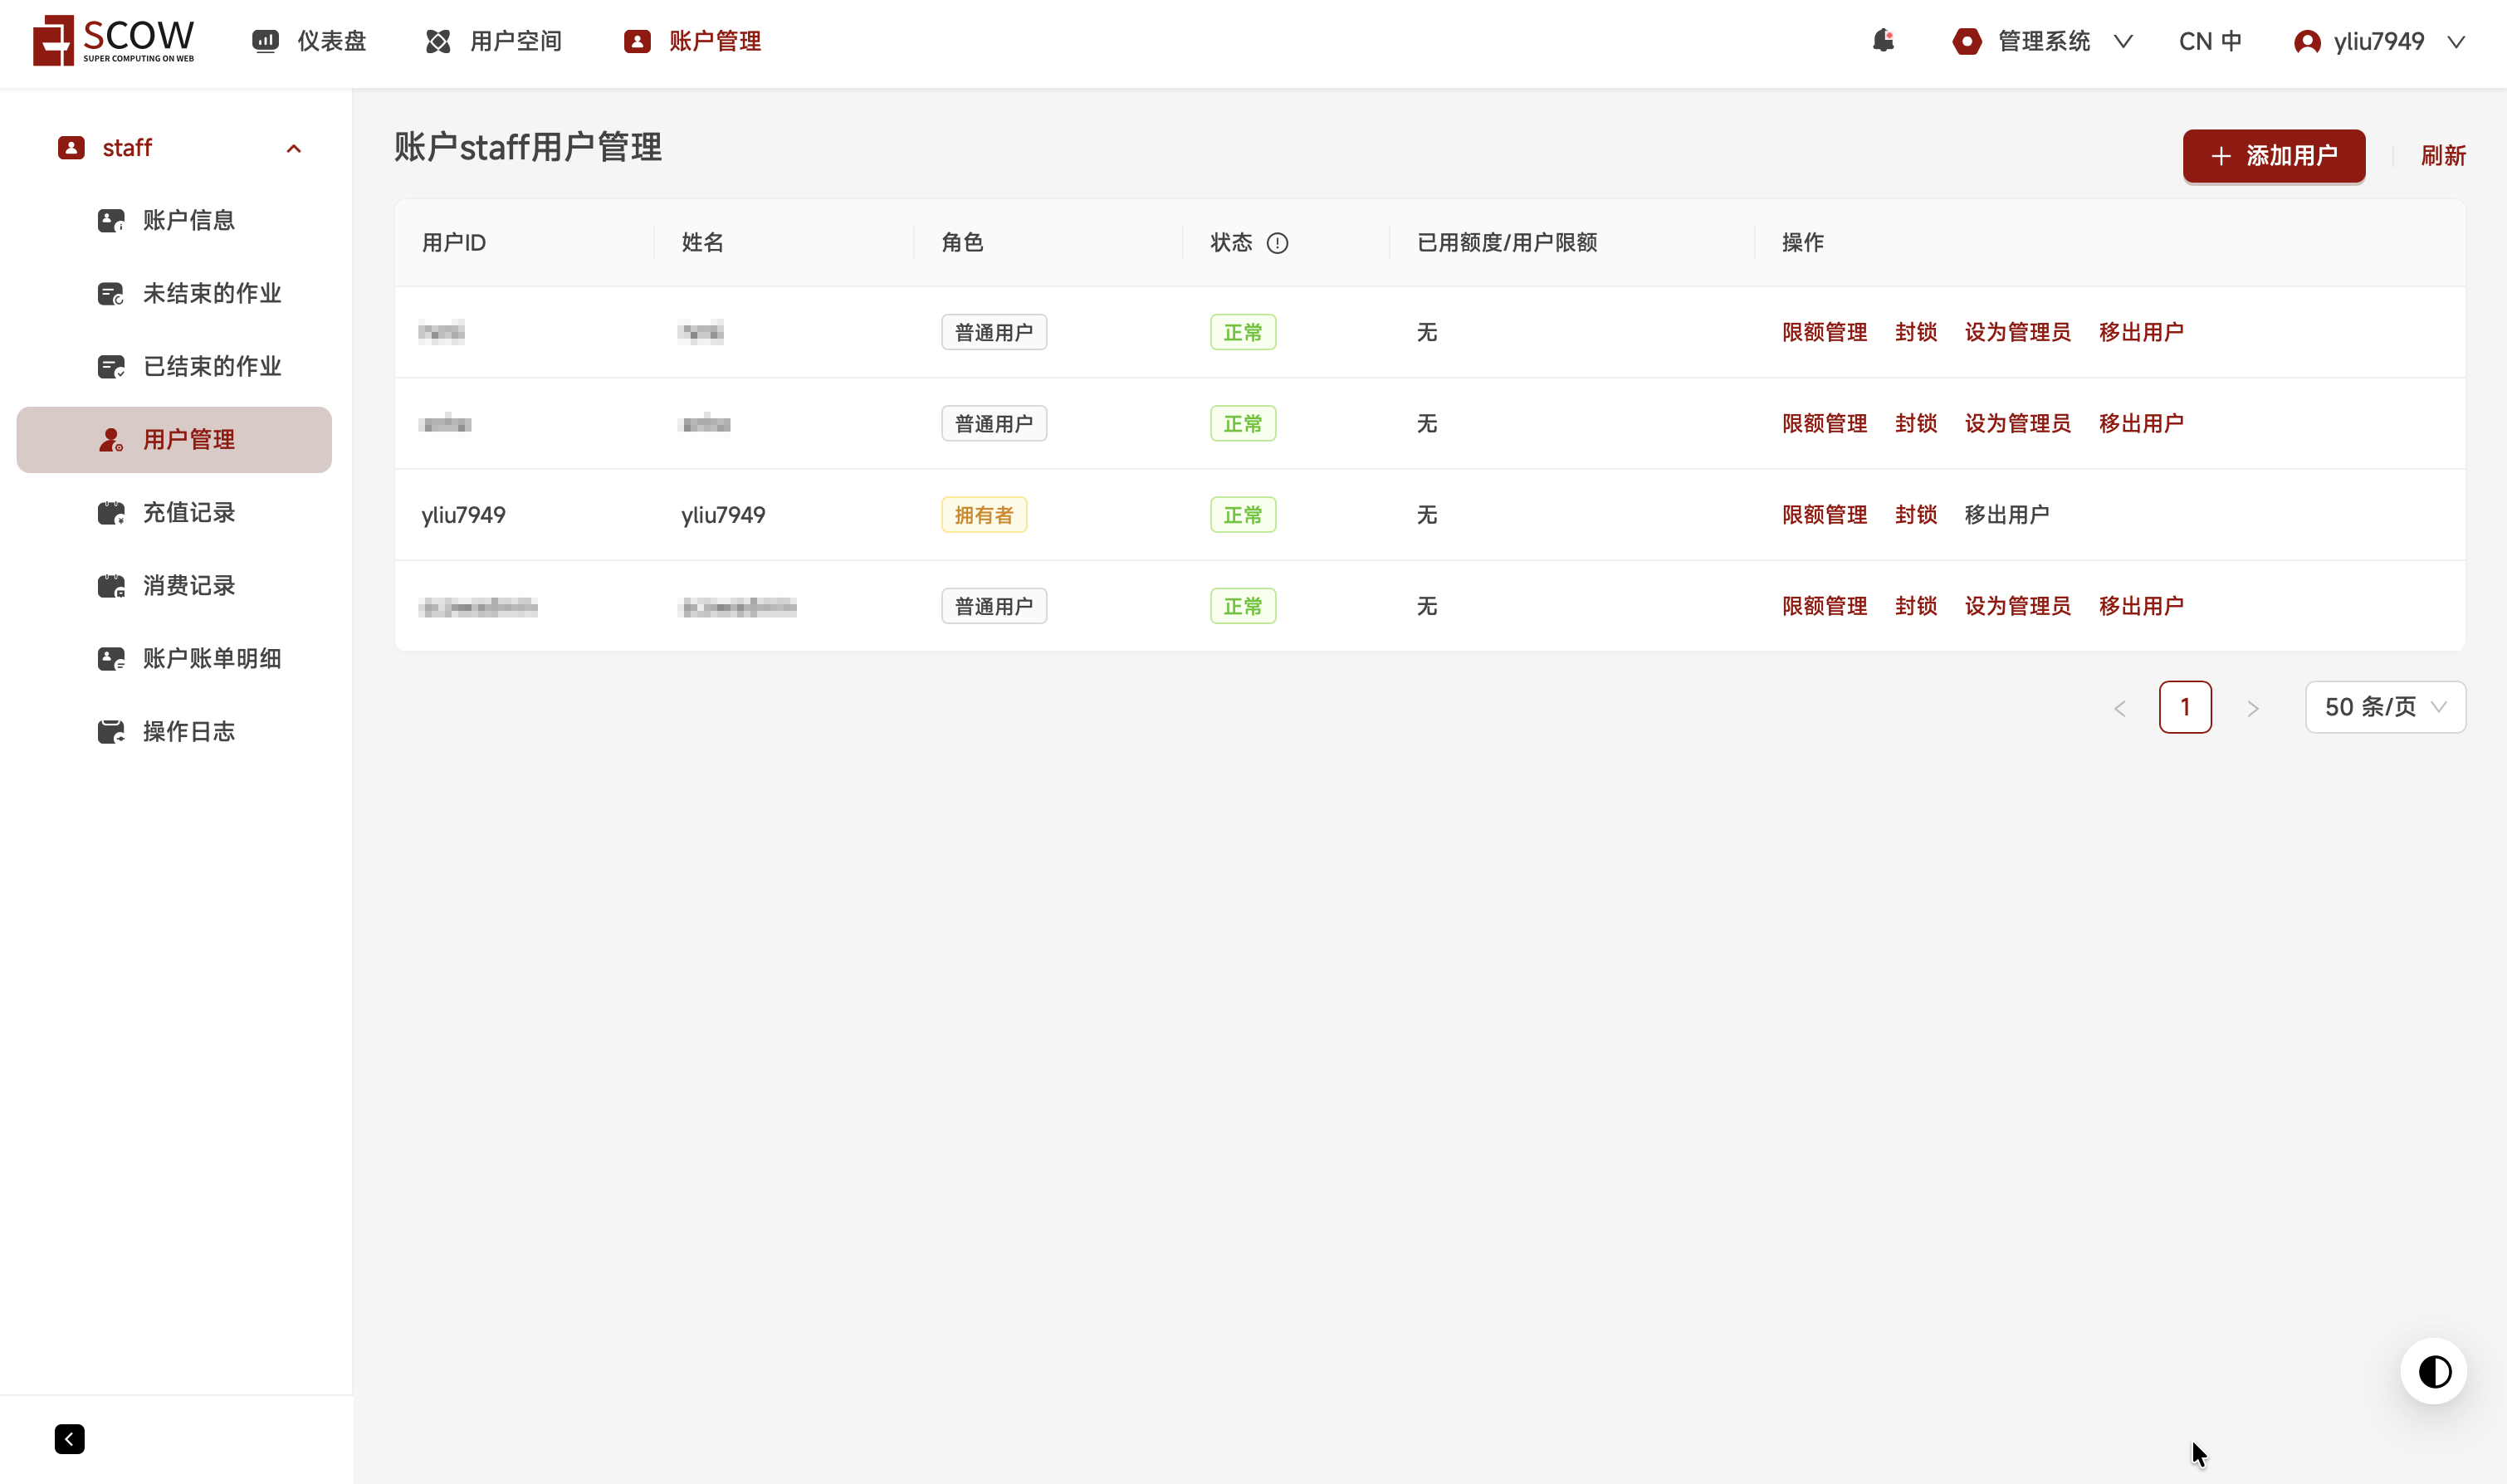 SCOW
SUPER COMPUTING ON WEB
仪表盘
用户空间
账户管理
管理系统
CN 中
yliu7949
staff
账户信息
未结束的作业
已结束的作业
用户管理
充值记录
消费记录
账户账单明细
操作日志
账户staff用户管理
添加用户
刷新
用户ID 姓名 角色 状态 已用额度/用户限额 操作
普通用户 正常 无 限额管理 封锁 设为管理员 移出用户
普通用户 正常 无 限额管理 封锁 设为管理员 移出用户
yliu7949 yliu7949 拥有者 正常 无 限额管理 封锁 移出用户
普通用户 正常 无 限额管理 封锁 设为管理员 移出用户
1
50 条/页